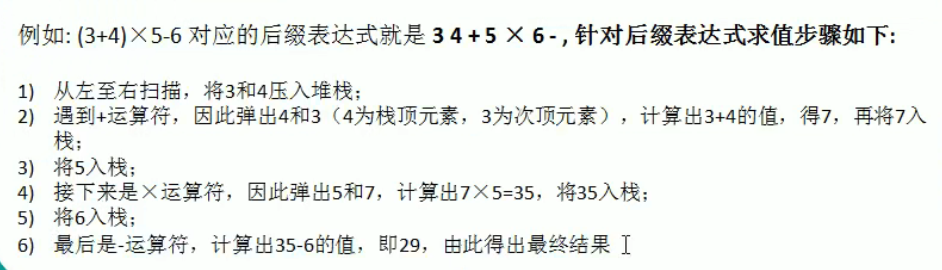 例如: (3+4)×5-6 对应的后缀表达式就是 3 4 + 5 × 6 - , 针对后缀表达式求值步骤如下:
1) 从左至右扫描，将3和4压入堆栈；
2) 遇到+运算符，因此弹出4和3（4为栈顶元素，3为次顶元素），计算出3+4的值，得7，再将7入
栈；
3) 将5入栈；
4) 接下来是×运算符，因此弹出5和7，计算出7×5=35，将35入栈；
5) 将6入栈；
6) 最后是-运算符，计算出35-6的值，即29，由此得出最终结果